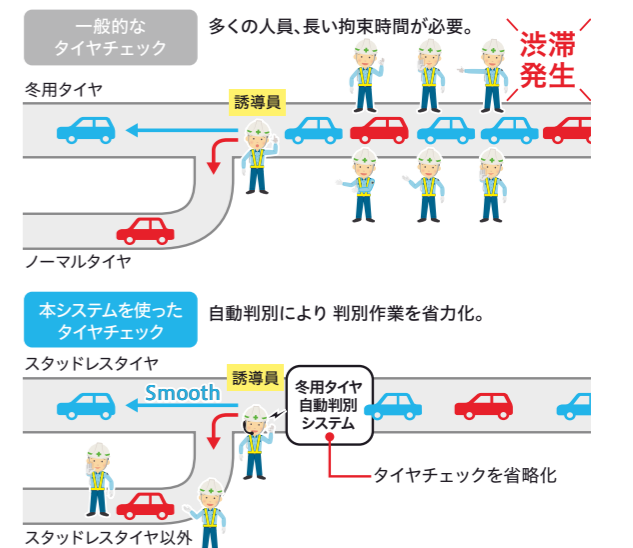 一般的な
タイヤチェック
多くの人員、長い拘束時間が必要。
渋滞
発生
冬用タイヤ
誘導員
ノーマルタイヤ
本システムを使った
タイヤチェック
自動判別により 判別作業を省力化。
スタッドレスタイヤ
Smooth
誘導員
冬用タイヤ
自動判別
システム
タイヤチェックを省略化
スタッドレスタイヤ以外